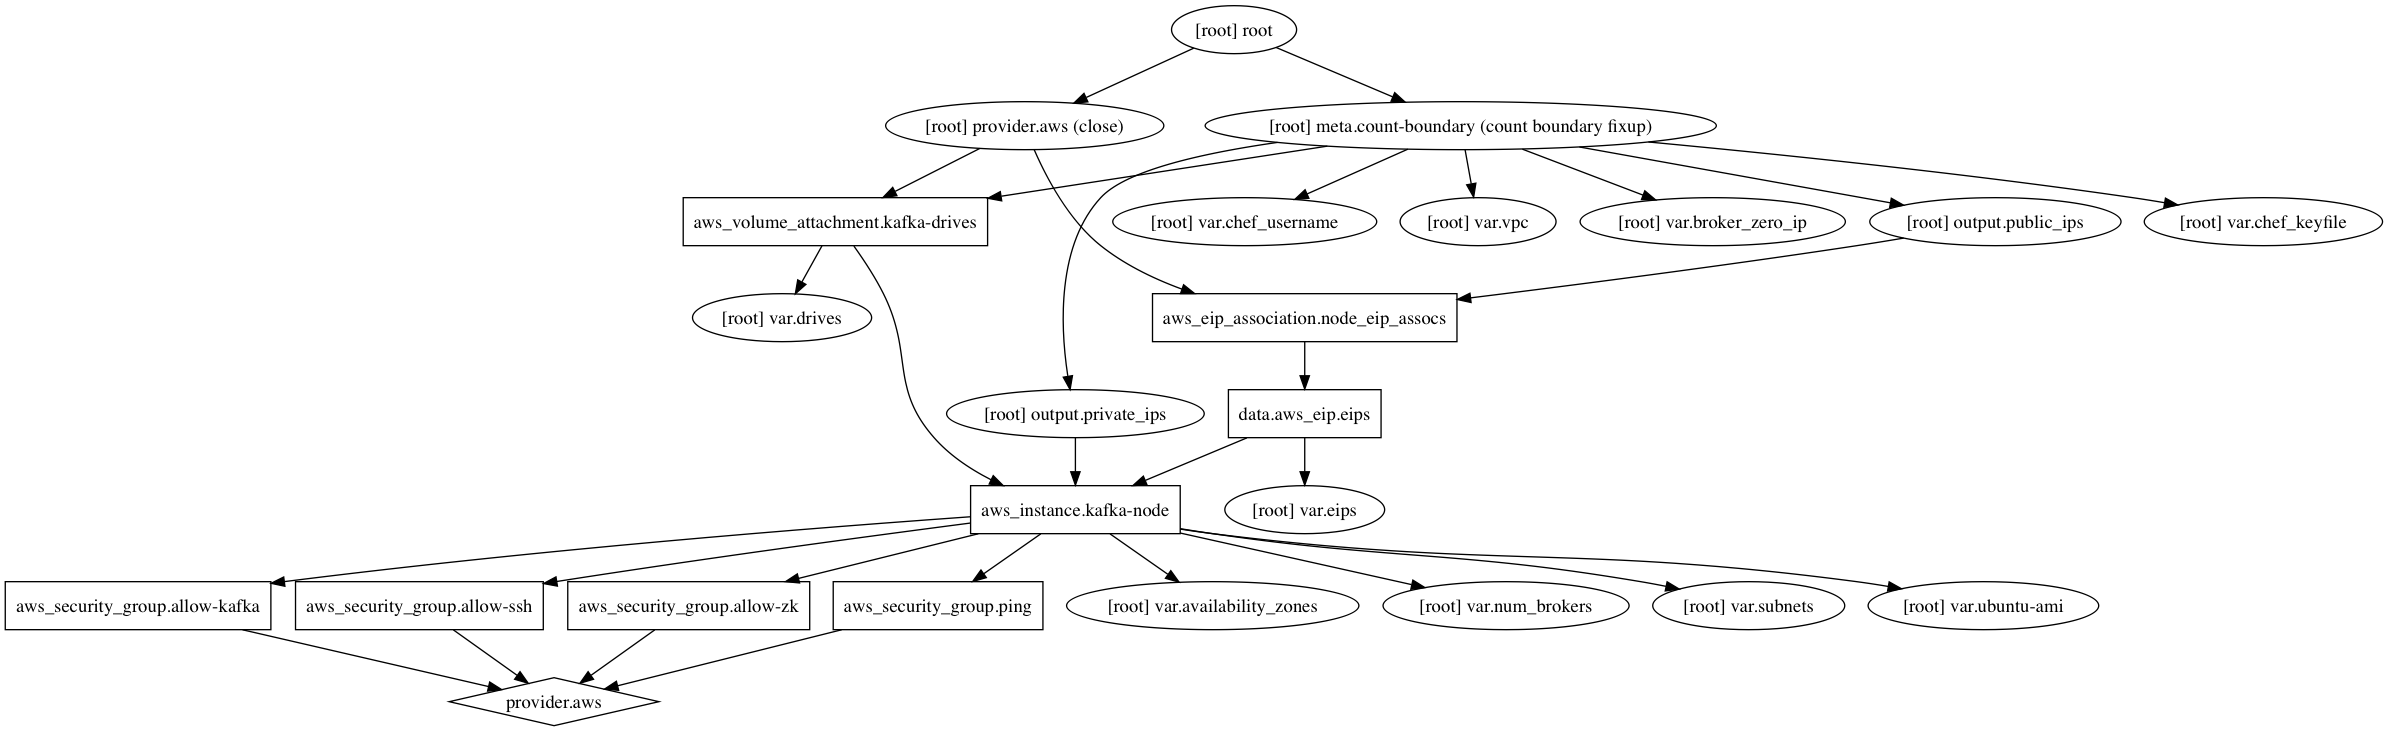 [root] root
[root] provider.aws (close)
[root] meta.count-boundary (count boundary fixup)
aws_volume_attachment.kafka-drives
[root] var.chef_username
[root] var.vpc
[root] var.broker_zero_ip
[root] output.public_ips
[root] var.chef_keyfile
[root] var.drives
aws_eip_association.node_eip_assocs
[root] output.private_ips
data.aws_eip.eips
aws_instance.kafka-node
[root] var.eips
aws_security_group.allow-kafka
aws_security_group.allow-ssh
aws_security_group.allow-zk
aws_security_group.ping
[root] var.availability_zones
[root] var.num_brokers
[root] var.subnets
[root] var.ubuntu-ami
provider.aws